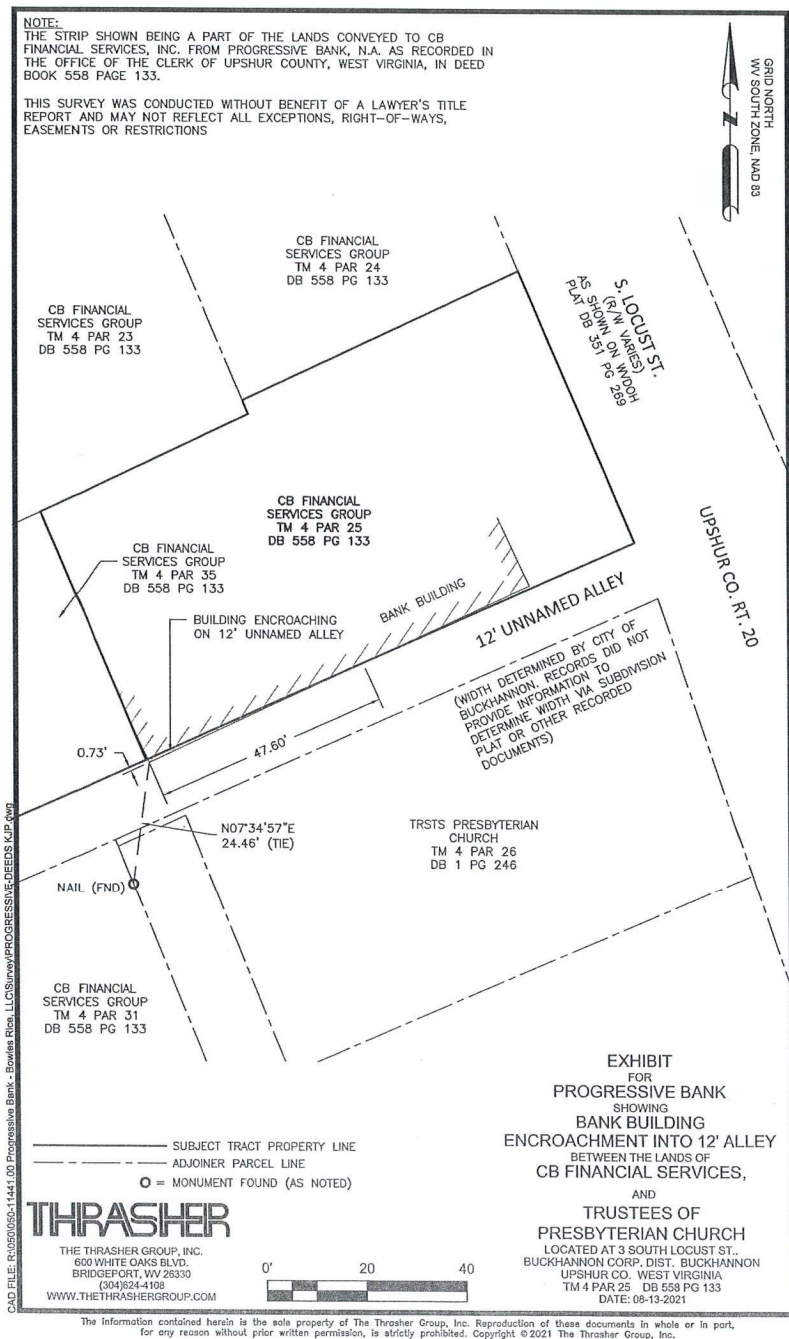 NOTE:
THE STRIP SHOWN BEING A PART OF THE LANDS CONVEYED TO CB
FINANCIAL SERVICES, INC. FROM PROGRESSIVE BANK, N.A. AS RECORDED IN
THE OFFICE OF THE CLERK OF UPSHUR COUNTY, WEST VIRGINIA, IN DEED
BOOK 558 PAGE 133.
THIS SURVEY WAS CONDUCTED WITHOUT BENEFIT OF A LAWYER'S TITLE
REPORT AND MAY NOT REFLECT ALL EXCEPTIONS, RIGHT-OF-WAYS,
EASEMENTS OR RESTRICTIONS
GRID NORTH
WV SOUTH ZONE, NAD 83
N
CB FINANCIAL
SERVICES GROUP
TM 4 PAR 24
DB 558 PG 133
CB FINANCIAL
SERVICES GROUP
TM 4 PAR 23
DB 558 PG 133
S. LOCUST ST.
(R/W VARIES)
AS SHOWN ON WVDOH
PLAT DB 351 PG 269
CB FINANCIAL
SERVICES GROUP
TM 4 PAR 25
DB 558 PG 133
CB FINANCIAL
SERVICES GROUP
TM 4 PAR 35
DB 558 PG 133
UPSHUR CO. RT. 20
BANK BUILDING
BUILDING ENCROACHING
ON 12' UNNAMED ALLEY
12' UNNAMED ALLEY
(WIDTH DETERMINED BY CITY OF
BUCKHANNON. RECORDS DID NOT
PROVIDE INFORMATION TO
DETERMINE WIDTH VIA SUBDIVISION
PLAT OR OTHER RECORDED
DOCUMENTS)
0.73'
47.60'
N07°34'57"E
24.46' (TIE)
TRSTS PRESBYTERIAN
CHURCH
TM 4 PAR 26
DB 1 PG 246
NAIL (FND)
CB FINANCIAL
SERVICES GROUP
TM 4 PAR 31
DB 558 PG 133
CAD FILE: R:\050\050-11441.00 Progressive Bank - Bowles Rice, LLC\Survey\PROGRESSIVE-DEEDS KJP.dwg
EXHIBIT
FOR
PROGRESSIVE BANK
SHOWING
BANK BUILDING
ENCROACHMENT INTO 12' ALLEY
BETWEEN THE LANDS OF
CB FINANCIAL SERVICES,
AND
TRUSTEES OF
PRESBYTERIAN CHURCH
LOCATED AT 3 SOUTH LOCUST ST..
BUCKHANNON CORP. DIST. BUCKHANNON
UPSHUR CO. WEST VIRGINIA
TM 4 PAR 25 DB 558 PG 133
DATE: 08-13-2021
SUBJECT TRACT PROPERTY LINE
ADJOINER PARCEL LINE
O = MONUMENT FOUND (AS NOTED)
THRASHER
THE THRASHER GROUP, INC.
600 WHITE OAKS BLVD.
BRIDGEPORT, WV 26330
(304)624-4108
WWW.THETHRASHERGROUP.COM
0' 20 40
The information contained herein is the sole property of The Thrasher Group, Inc. Reproduction of these documents in whole or in part,
for any reason without prior written permission, is strictly prohibited. Copyright © 2021 The Thrasher Group, Inc.